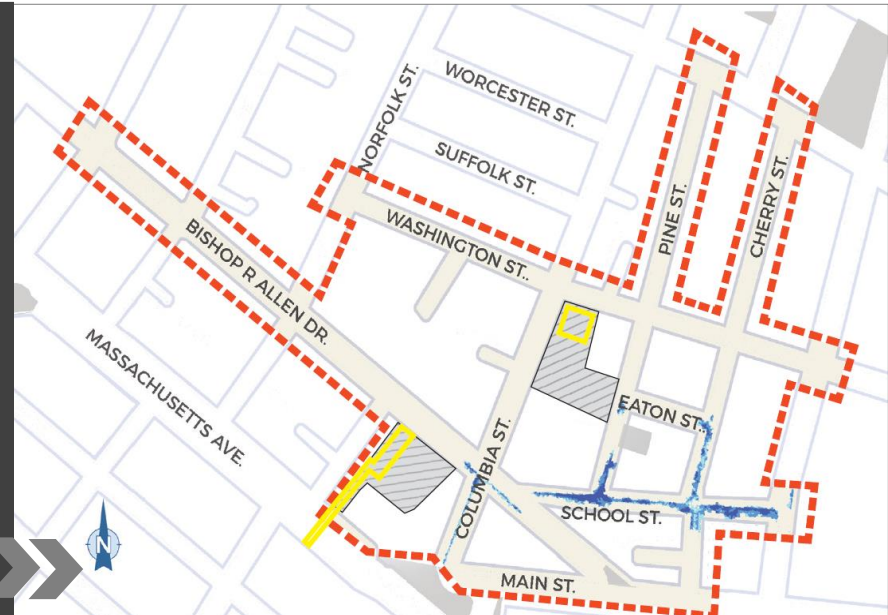 WORCESTER ST.
NORFOLK ST.
SUFFOLK ST.
PINE ST.
CHERRY ST.
WASHINGTON ST..
BISHOP R ALLEN DR.
MASSACHUSETTS AVE.
EATON ST..
COLUMBIA ST.
SCHOOL ST.
N
MAIN ST.